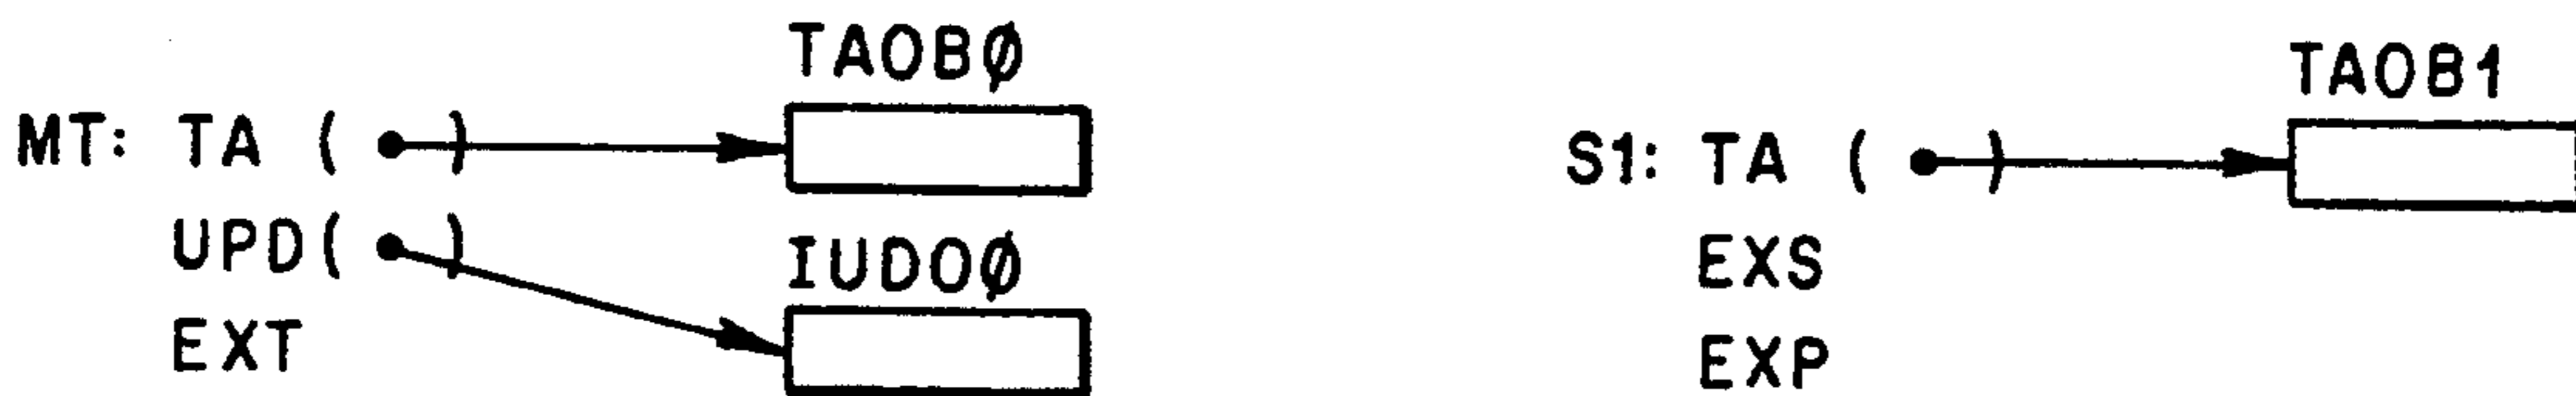 TAOBØ
MT: TA ( )
UPD( )
IUDOØ
EXT
TAOB1
S1: TA ( )
EXS
EXP